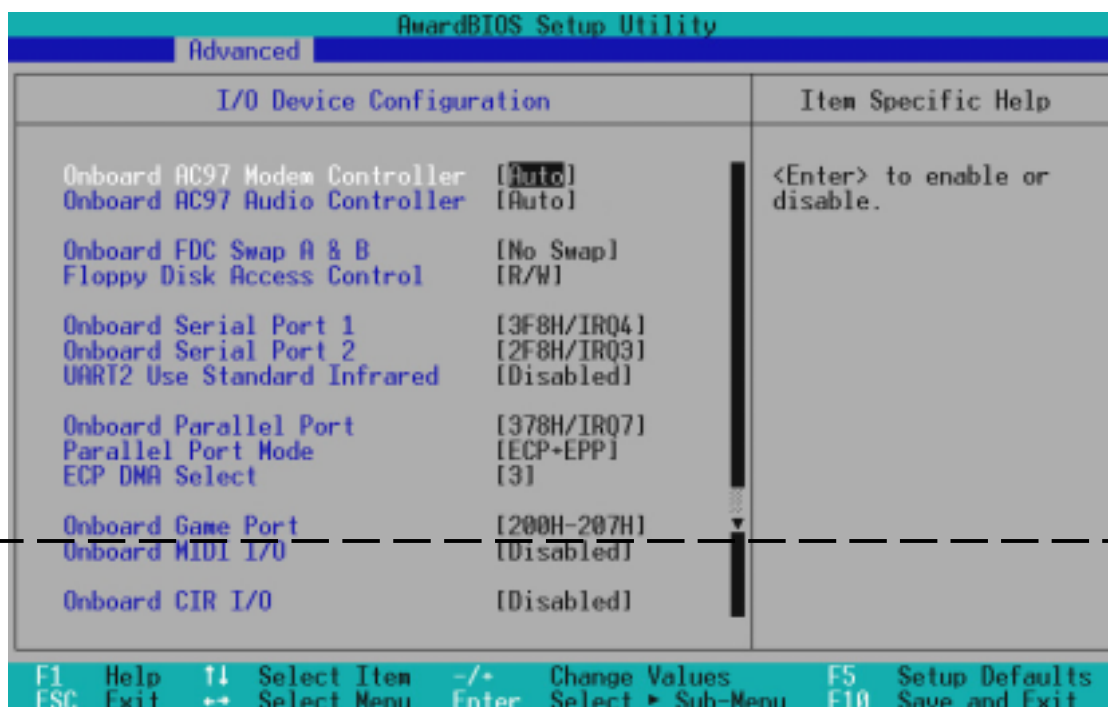 AwardBIOS Setup Utility
Advanced
I/O Device Configuration
Item Specific Help
Onboard AC97 Modem Controller [Auto]
Onboard AC97 Audio Controller [Auto]
Onboard FDC Swap A & B [No Swap]
Floppy Disk Access Control [R/W]
Onboard Serial Port 1 [3F8H/IRQ4]
Onboard Serial Port 2 [2F8H/IRQ3]
UART2 Use Standard Infrared [Disabled]
Onboard Parallel Port [378H/IRQ7]
Parallel Port Mode [ECP+EPP]
ECP DMA Select [3]
Onboard Game Port [200H-207H]
Onboard MIDI I/O [Disabled]
Onboard CIR I/O [Disabled]
<Enter> to enable or
disable.
F1 Help ↑↓ Select Item -/+ Change Values F5 Setup Defaults
ESC Exit ←→ Select Menu Enter Select ► Sub-Menu F10 Save and Exit